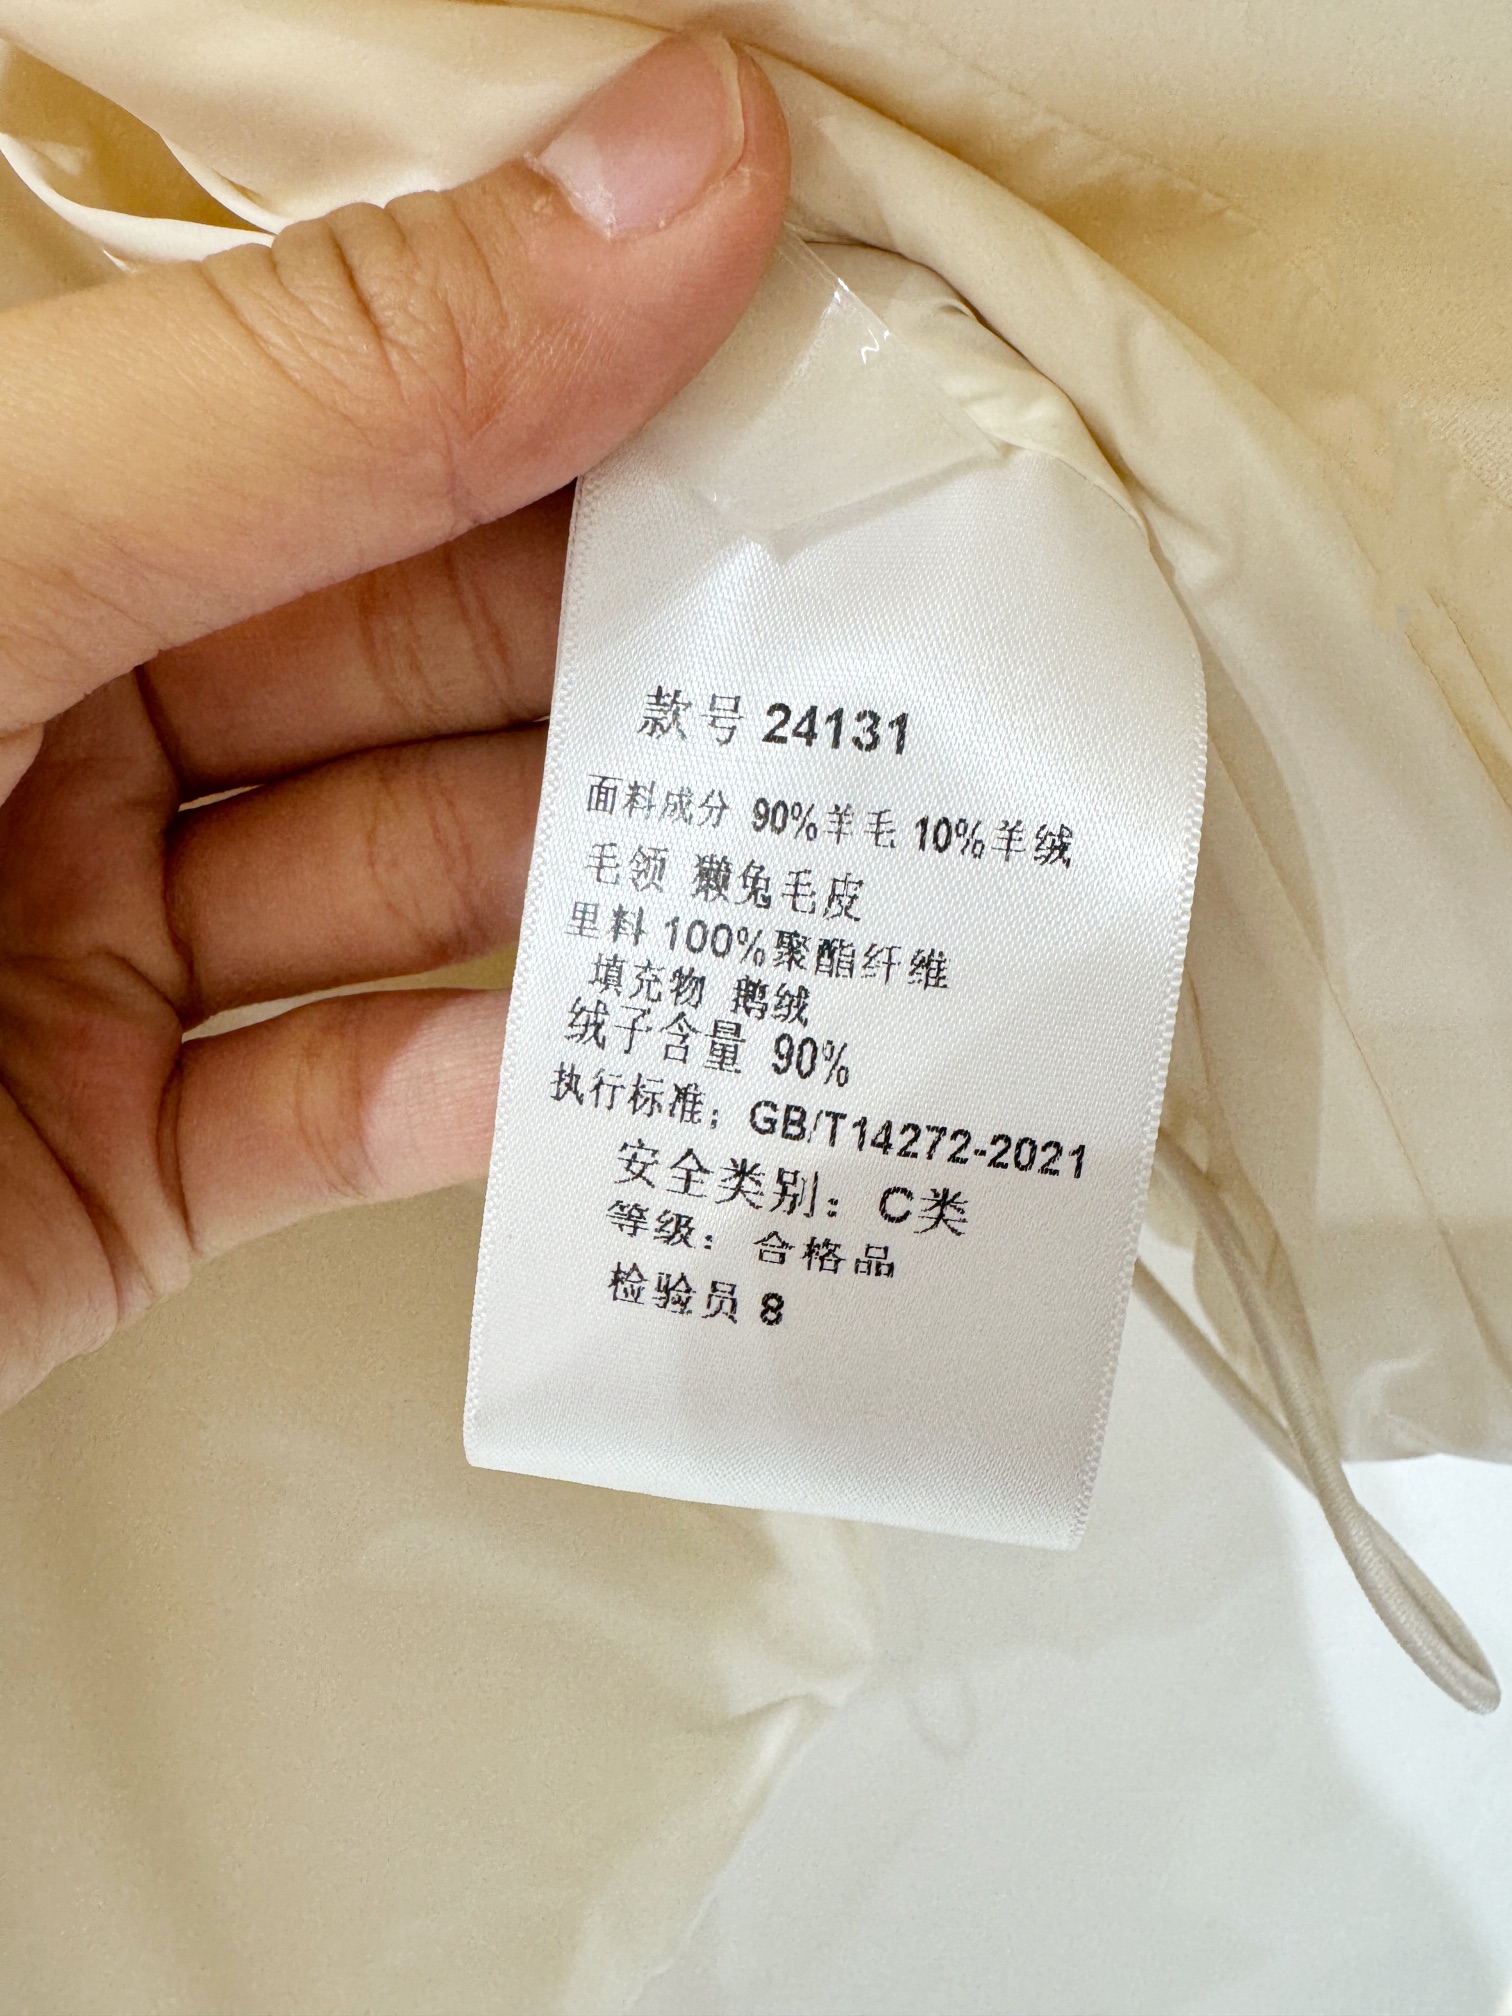 款号 24131
面料成分 90%羊毛 10%羊绒
毛领 獭兔毛皮
里料 100%聚酯纤维
填充物 鹅绒
绒子含量 90%
执行标准；GB/T14272-2021
安全类别：C类
等级：合格品
检验员 8